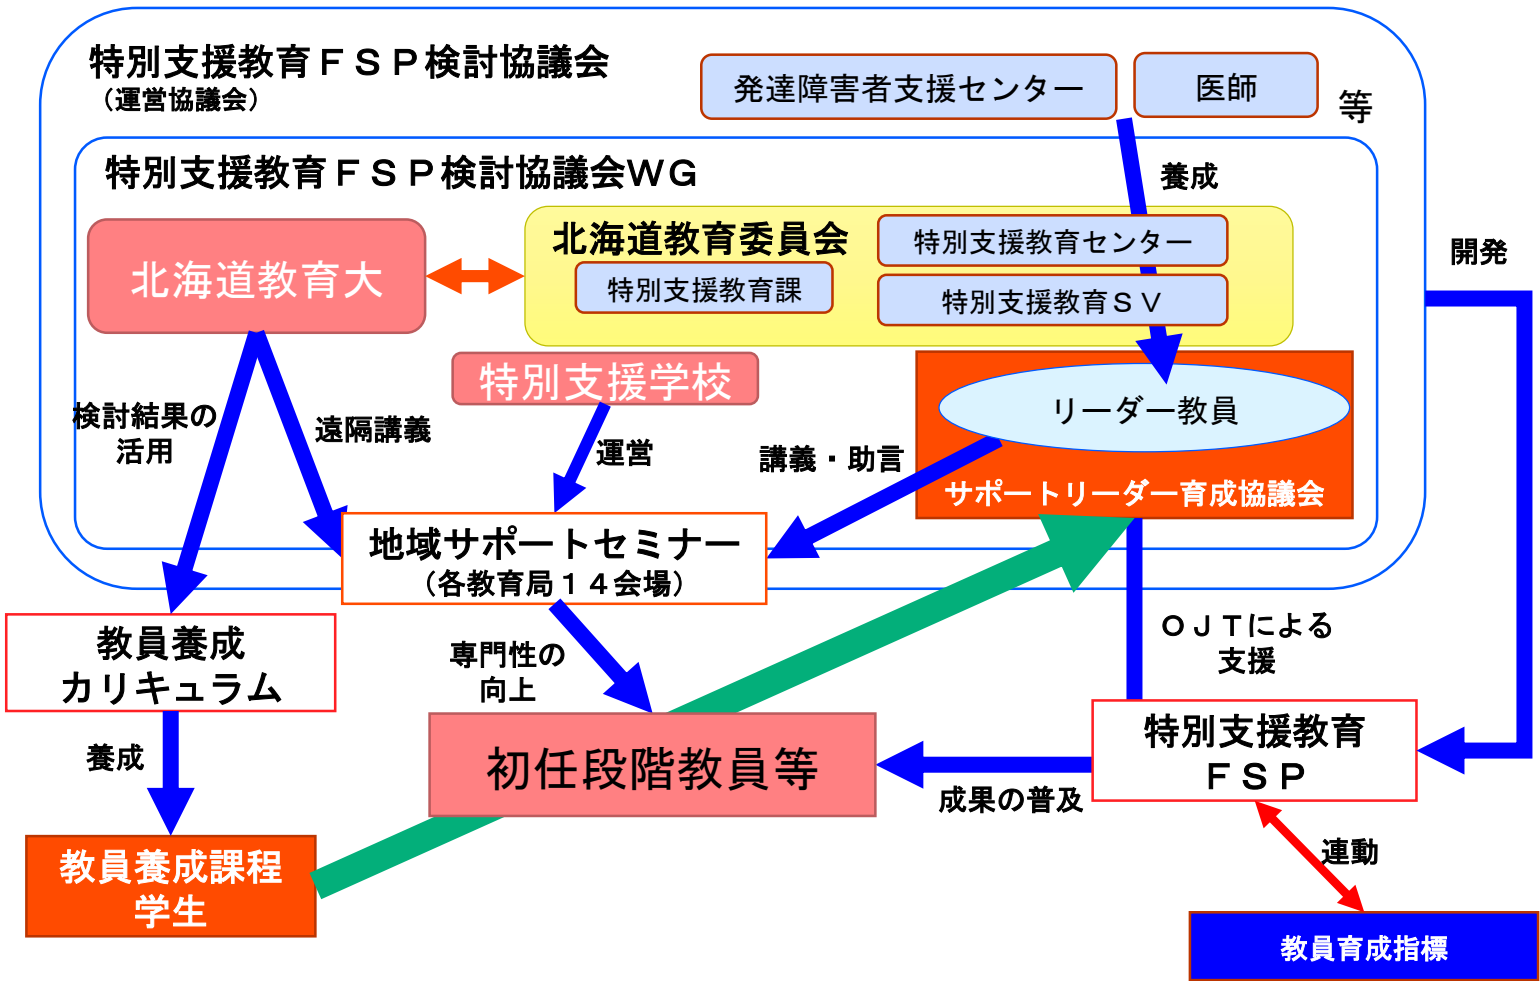 特別支援教育ＦＳＰ検討協議会
（運営協議会）
発達障害者支援センター
医師
等
特別支援教育ＦＳＰ検討協議会ＷＧ
養成
北海道教育大
北海道教育委員会
特別支援教育センター
特別支援教育課
特別支援教育ＳＶ
開発
特別支援学校
リーダー教員
検討結果の
活用
遠隔講義
運営
講義・助言
サポートリーダー育成協議会
地域サポートセミナー
（各教育局１４会場）
教員養成
カリキュラム
専門性の
向上
ＯＪＴによる
支援
養成
初任段階教員等
特別支援教育
ＦＳＰ
成果の普及
教員養成課程
学生
連動
教員育成指標